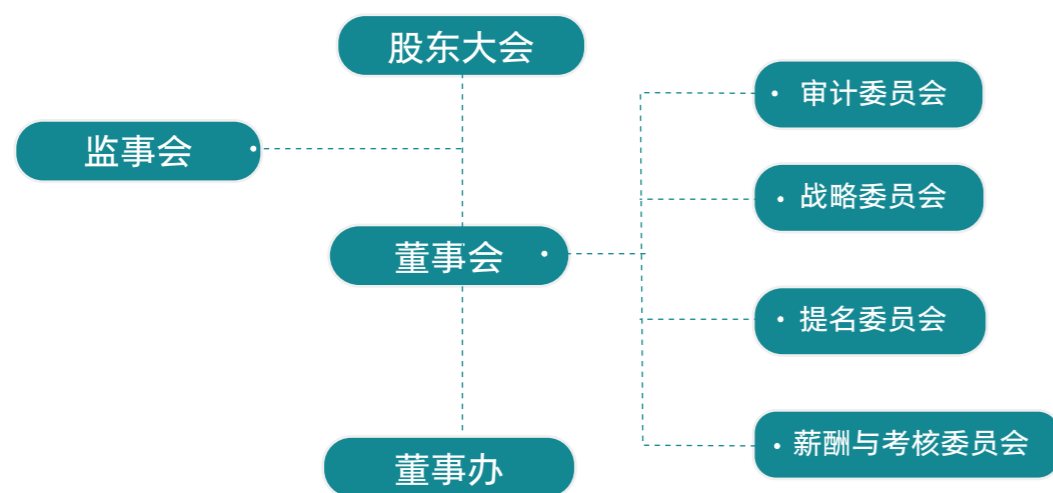 股东大会
审计委员会
监事会
战略委员会
董事会
提名委员会
薪酬与考核委员会
董事办